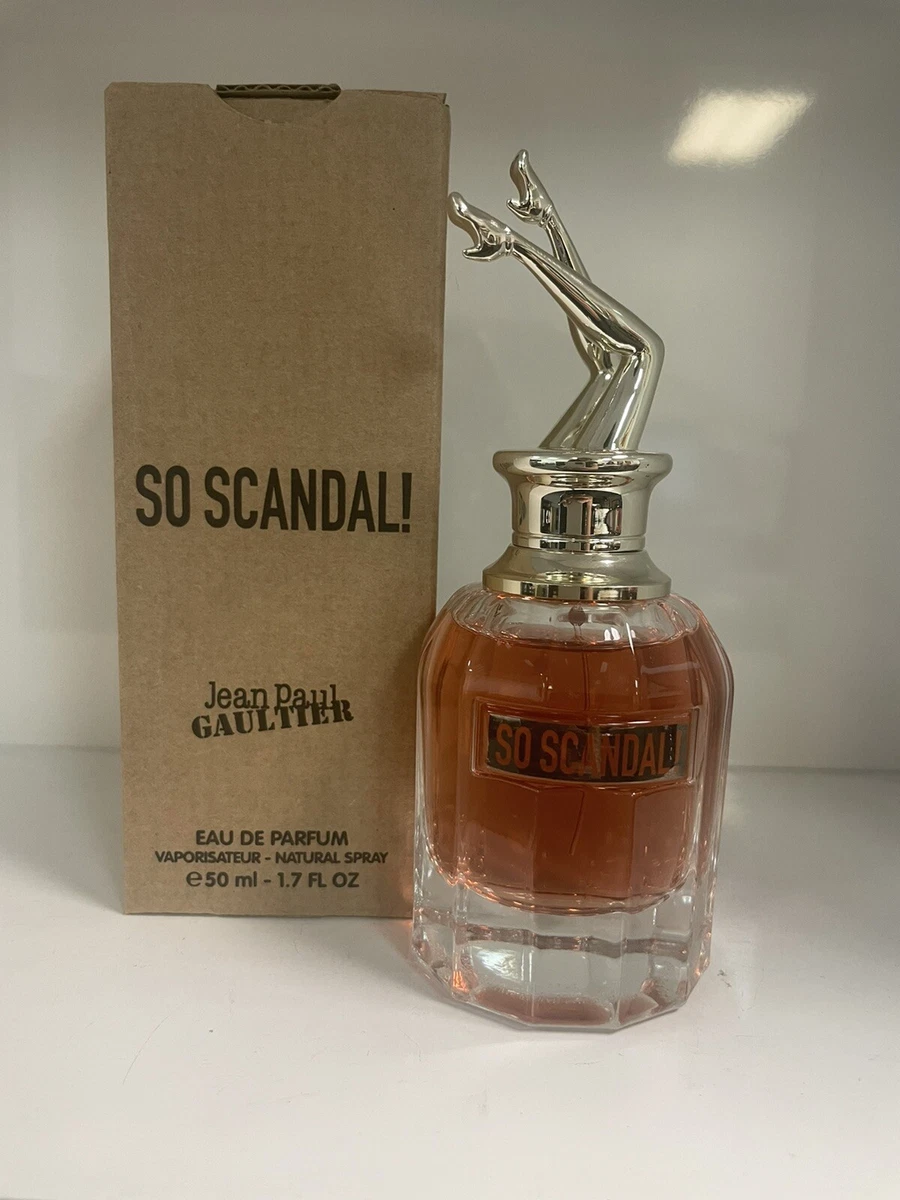 SO SCANDAL!
Jean Paul
GAULTIER
EAU DE PARFUM
VAPORISATEUR - NATURAL SPRAY
℮50 ml - 1.7 FL OZ
SO SCANDAL!